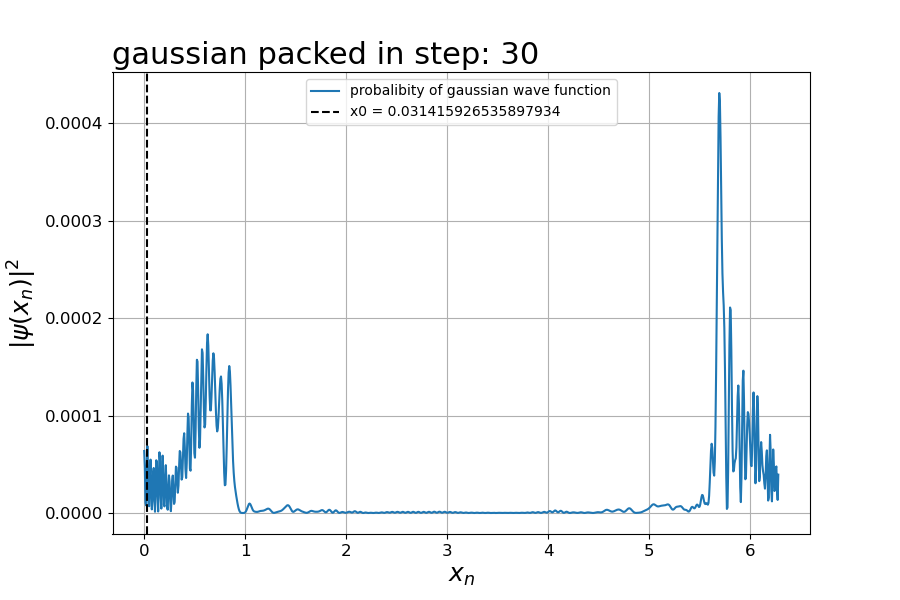 gaussian packed in step: 30
probalibity of gaussian wave function
x0 = 0.031415926535897934
|ψ(xₙ)|²
0.0004
0.0003
0.0002
0.0001
0.0000
0 1 2 3 4 5 6
xₙ